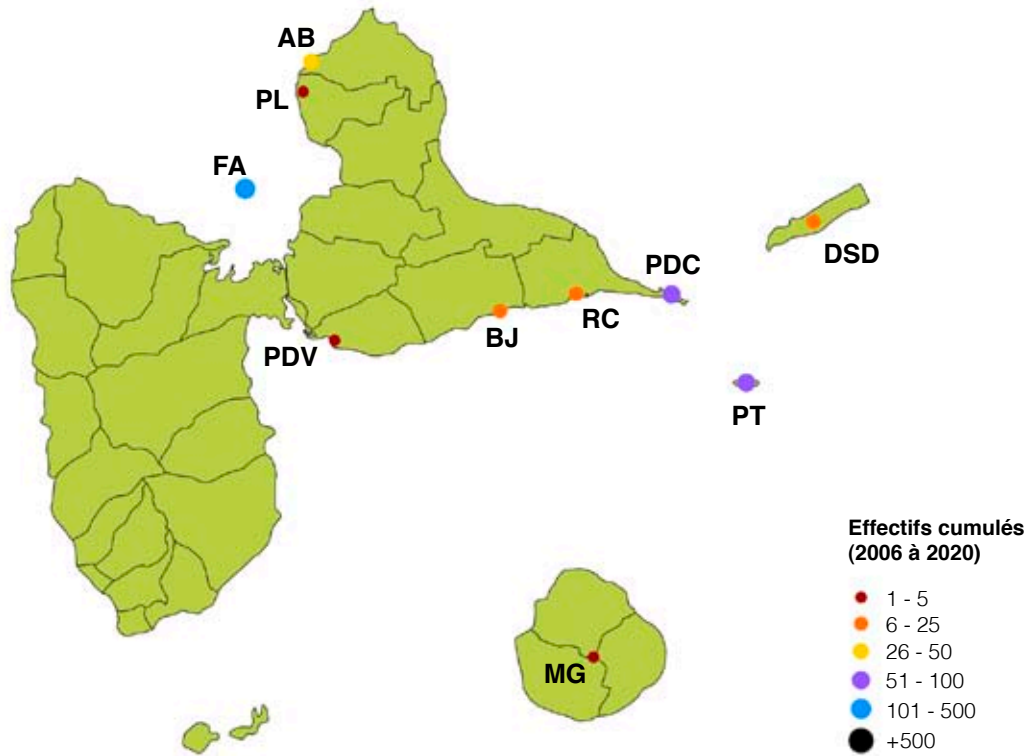 AB
PL
FA
DSD
PDC
RC
BJ
PDV
PT
MG
Effectifs cumulés
(2006 à 2020)
1 - 5
6 - 25
26 - 50
51 - 100
101 - 500
+500